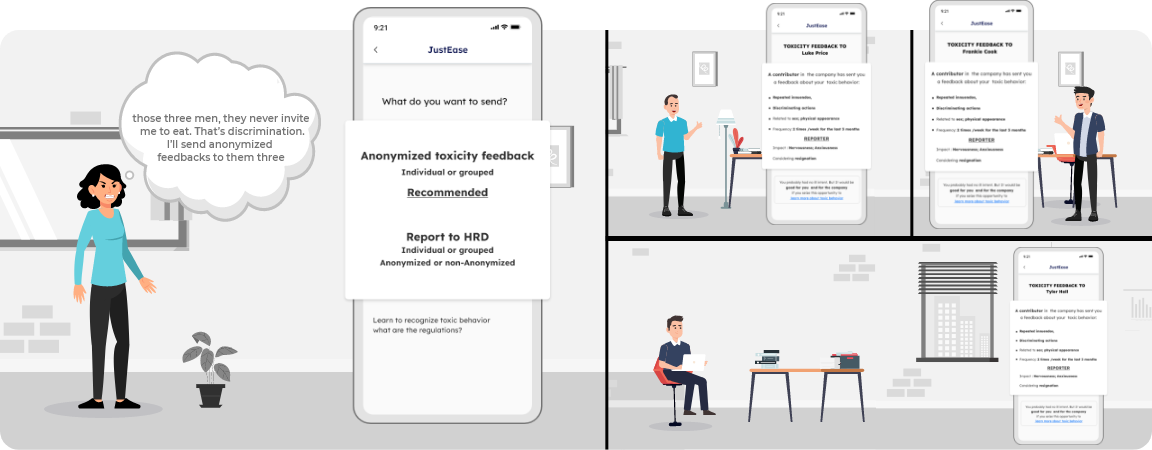 those three men, they never invite
me to eat. That's discrimination.
I'll send anonymized
feedbacks to them three
9:21
JustEase
What do you want to send?
Anonymized toxicity feedback
Individual or grouped
Recommended
Report to HRD
Individual or grouped
Anonymized or non-Anonymized
Learn to recognize toxic behavior
what are the regulations?
9:21
JustEase
TOXICITY FEEDBACK TO
Luke Price
A contributor in the company has sent you
a feedback about your toxic behavior:
Repeated innuendos,
Discriminating actions
Related to sex, physical appearance
Frequency: 2 times /week for the last 2 months
REPORTER
Impact : Nervousness, Uselessness
Considering resignation
You probably had no ill intent. But it would be
good for you and for the company
if you seize the opportunity to
learn more about toxic behavior
9:21
JustEase
TOXICITY FEEDBACK TO
Frankie Cook
A contributor in the company has sent you
a feedback about your toxic behavior:
Repeated innuendos,
Discriminating actions
Related to sex, physical appearance
Frequency: 2 times /week for the last 2 months
REPORTER
Impact : Nervousness, Uselessness
Considering resignation
You probably had no ill intent. But it would be
good for you and for the company
if you seize the opportunity to
learn more about toxic behavior
9:21
JustEase
TOXICITY FEEDBACK TO
Tyler Hall
A contributor in the company has sent you
a feedback about your toxic behavior:
Repeated innuendos,
Discriminating actions
Related to sex, physical appearance
Frequency: 2 times /week for the last 2 months
REPORTER
Impact : Nervousness, Uselessness
Considering resignation
You probably had no ill intent. But it would be
good for you and for the company
if you seize the opportunity to
learn more about toxic behavior